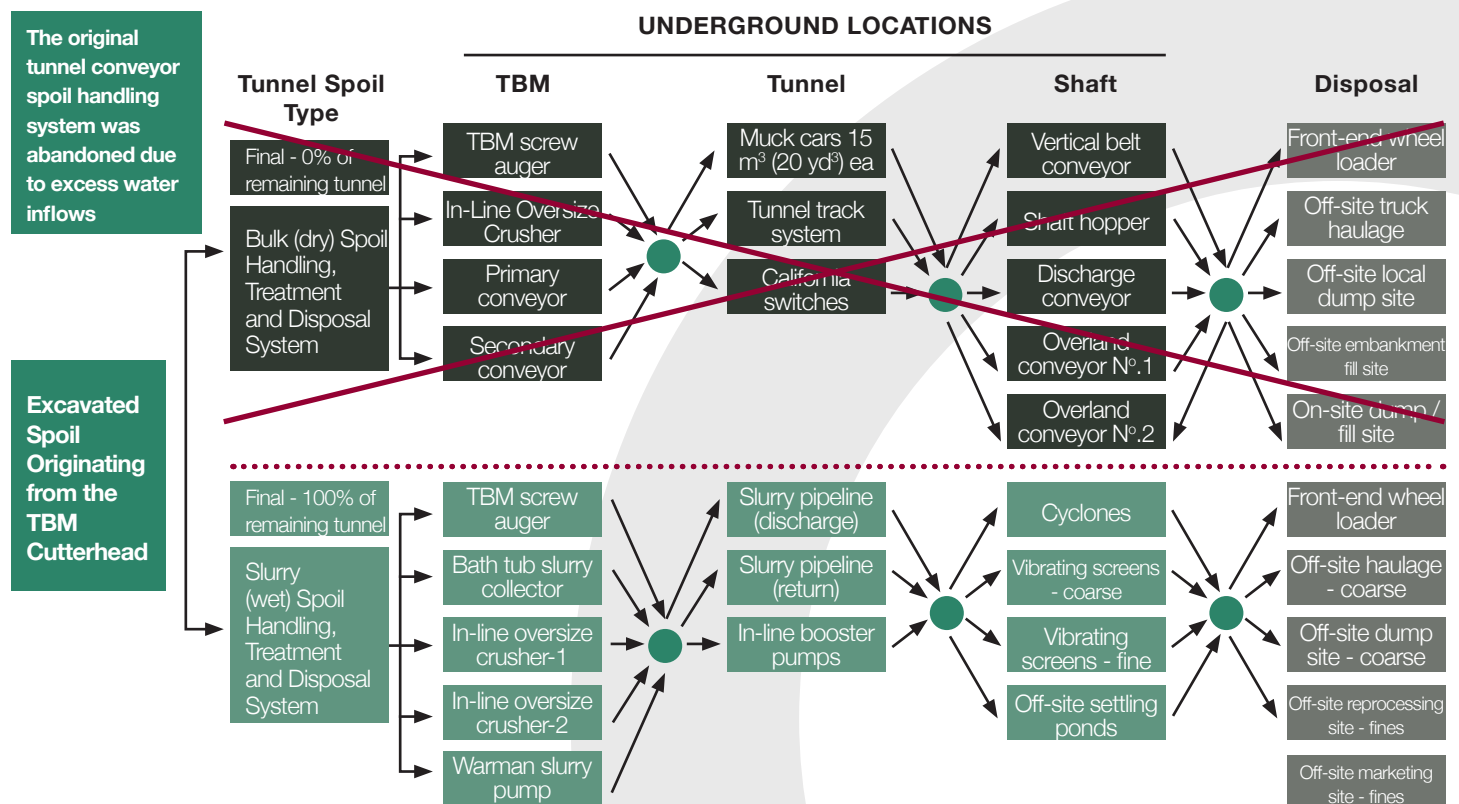 The original
tunnel conveyor
spoil handling
system was
abandoned due
to excess water
inflows
Excavated
Spoil
Originating
from the
TBM
Cutterhead
UNDERGROUND LOCATIONS
Tunnel Spoil
Type
TBM
Tunnel
Shaft
Disposal
Final - 0% of
remaining tunnel
Bulk (dry) Spoil
Handling,
Treatment
and Disposal
System
TBM screw
auger
In-Line Oversize
Crusher
Primary
conveyor
Secondary
conveyor
Muck cars 15
m³ (20 yd³) ea
Tunnel track
system
California
switches
Vertical belt
conveyor
Shaft hopper
Discharge
conveyor
Overland
conveyor Nº.1
Overland
conveyor Nº.2
Front-end wheel
loader
Off-site truck
haulage
Off-site local
dump site
Off-site embankment
fill site
On-site dump /
fill site
Final - 100% of
remaining tunnel
Slurry
(wet) Spoil
Handling,
Treatment
and Disposal
System
TBM screw
auger
Bath tub slurry
collector
In-line oversize
crusher-1
In-line oversize
crusher-2
Warman slurry
pump
Slurry pipeline
(discharge)
Slurry pipeline
(return)
In-line booster
pumps
Cyclones
Vibrating screens
- coarse
Vibrating
screens - fine
Off-site settling
ponds
Front-end wheel
loader
Off-site haulage
- coarse
Off-site dump
site - coarse
Off-site reprocessing
site - fines
Off-site marketing
site - fines